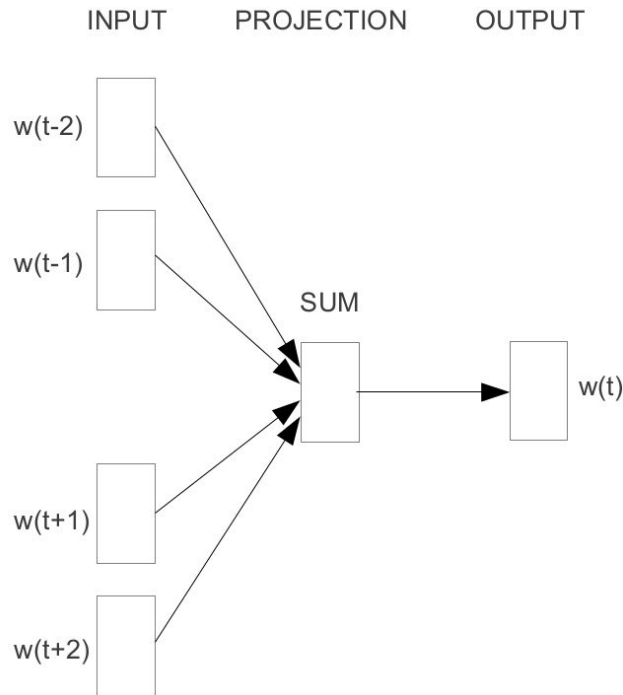 INPUT PROJECTION OUTPUT
w(t-2)
w(t-1)
SUM
w(t)
w(t+1)
w(t+2)